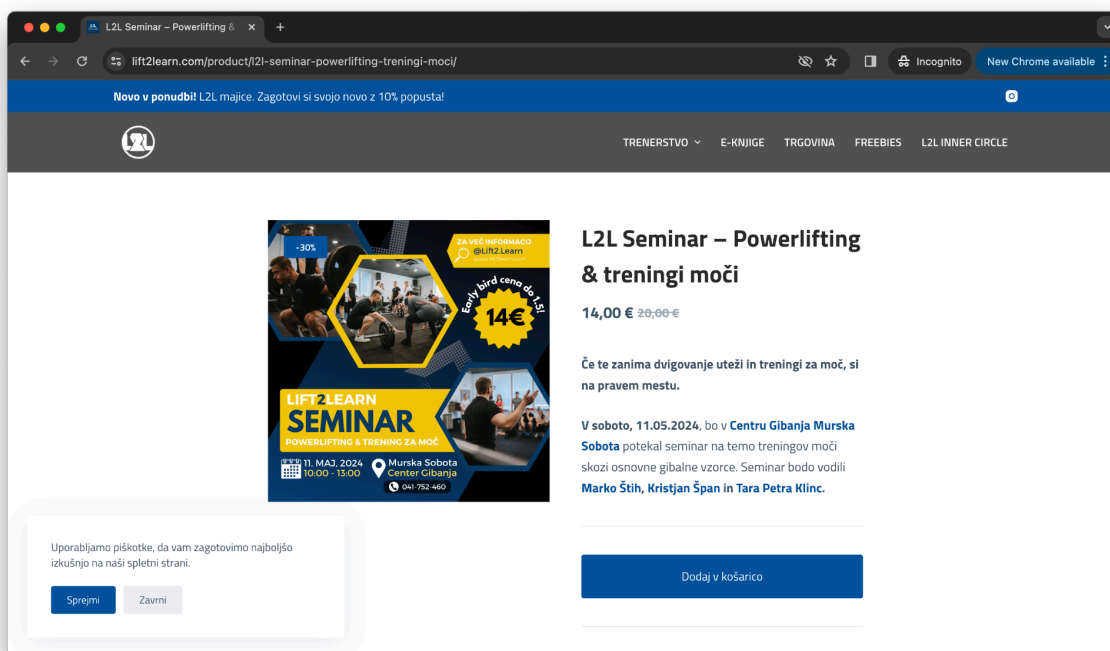 L2L Seminar – Powerlifting &
lift2learn.com/product/l2l-seminar-powerlifting-treningi-moci/
Incognito
New Chrome available
Novo v ponudbi! L2L majice. Zagotovi si svojo novo z 10% popusta!
L2L
TRENERSTVO
E-KNJIGE
TRGOVINA
FREEBIES
L2L INNER CIRCLE
-30%
ZA VEČ INFORMACIJ
@Lift2.Learn
www.lift2learn.com
Early bird cena do 1.5!
14€
LIFT2LEARN
SEMINAR
POWERLIFTING & TRENING ZA MOČ
11. MAJ, 2024
10:00 - 13:00
Murska Sobota
Center Gibanja
041-752-460
L2L Seminar – Powerlifting
& treningi moči
14,00 € 20,00 €
Če te zanima dvigovanje uteži in treningi za moč, si
na pravem mestu.
V soboto, 11.05.2024, bo v Centru Gibanja Murska
Sobota potekal seminar na temo treningov moči
skozi osnovne gibalne vzorce. Seminar bodo vodili
Marko Štih, Kristjan Špan in Tara Petra Klinc.
Dodaj v košarico
Uporabljamo piškotke, da vam zagotovimo najboljšo
izkušnjo na naši spletni strani.
Sprejmi
Zavrni